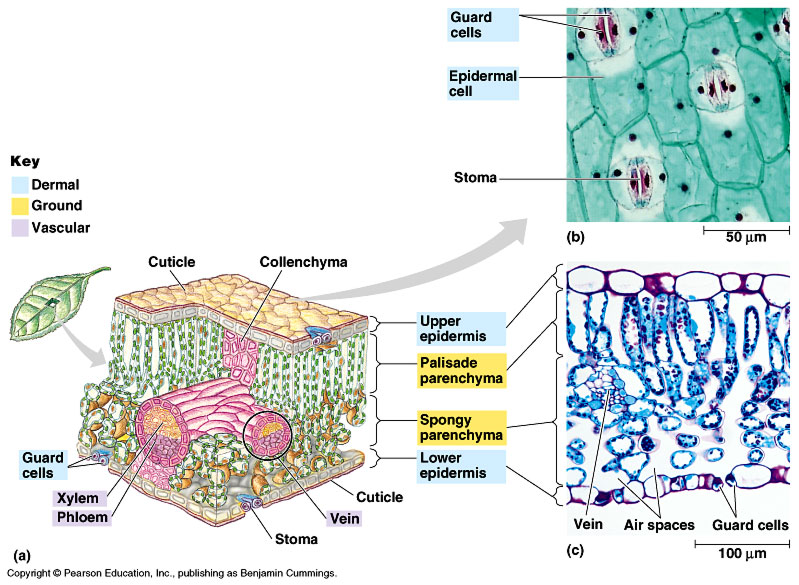 Guard
cells
Epidermal
cell
Stoma
(b)
50 µm
Key
Dermal
Ground
Vascular
Cuticle
Collenchyma
Upper
epidermis
Palisade
parenchyma
Spongy
parenchyma
Lower
epidermis
Guard
cells
Xylem
Phloem
Cuticle
Vein
Stoma
(a)
Vein
Air spaces
Guard cells
(c)
100 µm
Copyright © Pearson Education, Inc., publishing as Benjamin Cummings.